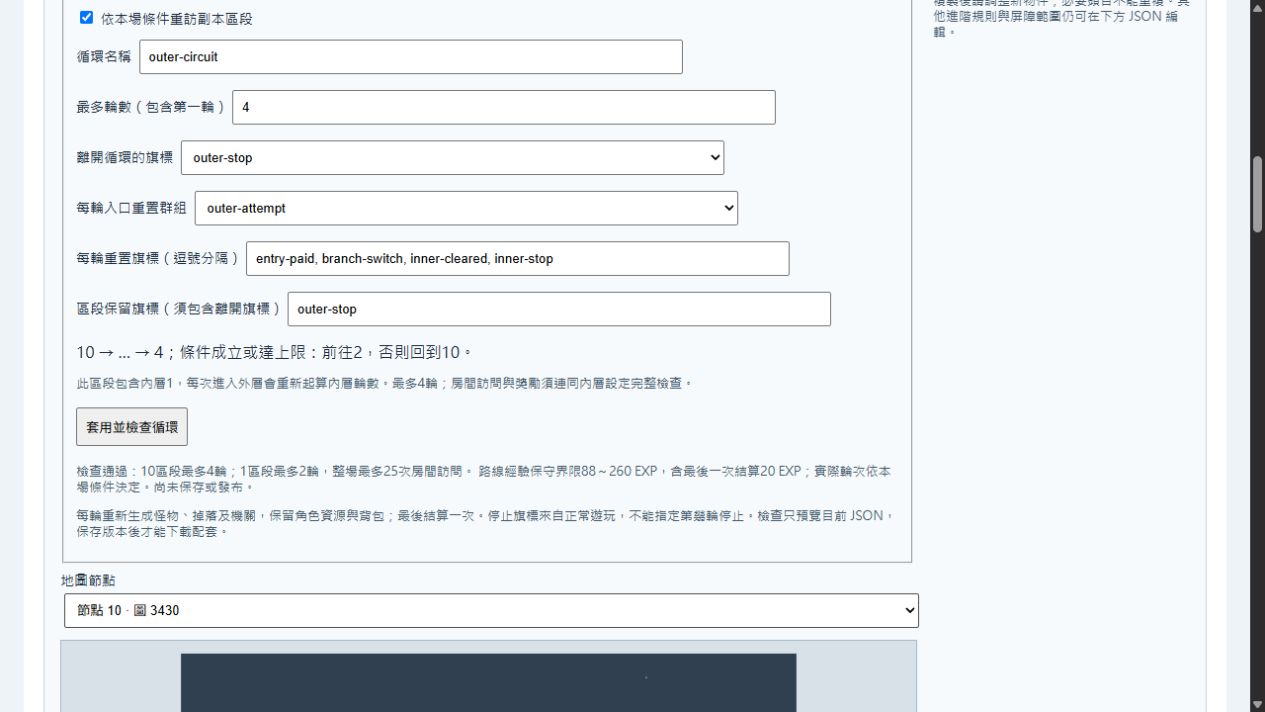 他進階規則與屏障範圍仍可在下方 JSON 編
輯。
依本場條件重訪副本區段
循環名稱 outer-circuit
最多輪數（包含第一輪） 4
離開循環的旗標 outer-stop
每輪入口重置群組 outer-attempt
每輪重置旗標（逗號分隔） entry-paid, branch-switch, inner-cleared, inner-stop
區段保留旗標（須包含離開旗標） outer-stop
10 → ... → 4；條件成立或達上限：前往2，否則回到10。
此區段包含內層1，每次進入外層會重新起算內層輪數。最多4輪；房間訪問與獎勵須連同內層設定完整檢查。
套用並檢查循環
檢查通過：10區段最多4輪；1區段最多2輪，整場最多25次房間訪問。 路線經驗保守界限88～260 EXP，含最後一次結算20 EXP；實際輪次依本
場條件決定。尚未保存或發布。
每輪重新生成怪物、掉落及機關，保留角色資源與背包；最後結算一次。停止旗標來自正常遊玩，不能指定第幾輪停止。檢查只預覽目前 JSON，
保存版本後才能下載配套。
地圖節點
節點 10 · 圖 3430